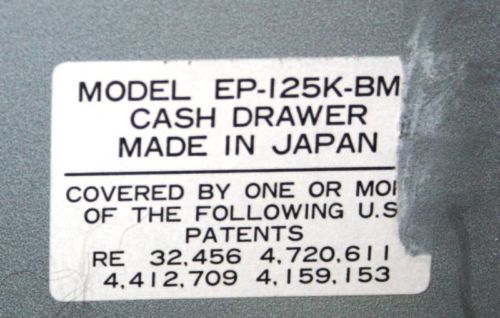 MODEL EP-125K-BM
CASH DRAWER
MADE IN JAPAN
COVERED BY ONE OR MOR
OF THE FOLLOWING U.S
PATENTS
RE 32,456 4,720,611
4,412,709 4,159,153